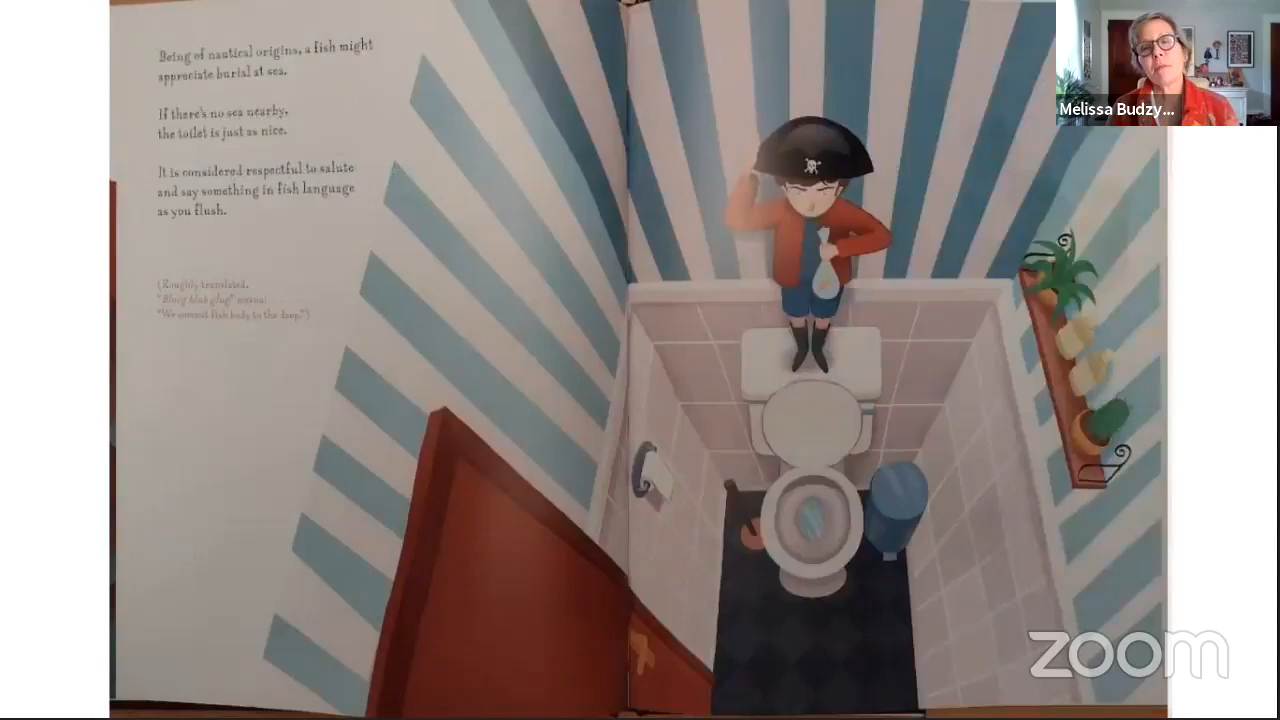 Being of nautical origins, a fish might
appreciate burial at sea.
If there's no sea nearby,
the toilet is just as nice.
It is considered respectful to salute
and say something in fish language
as you flush.
(Roughly translated,
"Blurg blub glug" means:
"We commit fish body to the deep.")
Melissa Budzy...
zoom